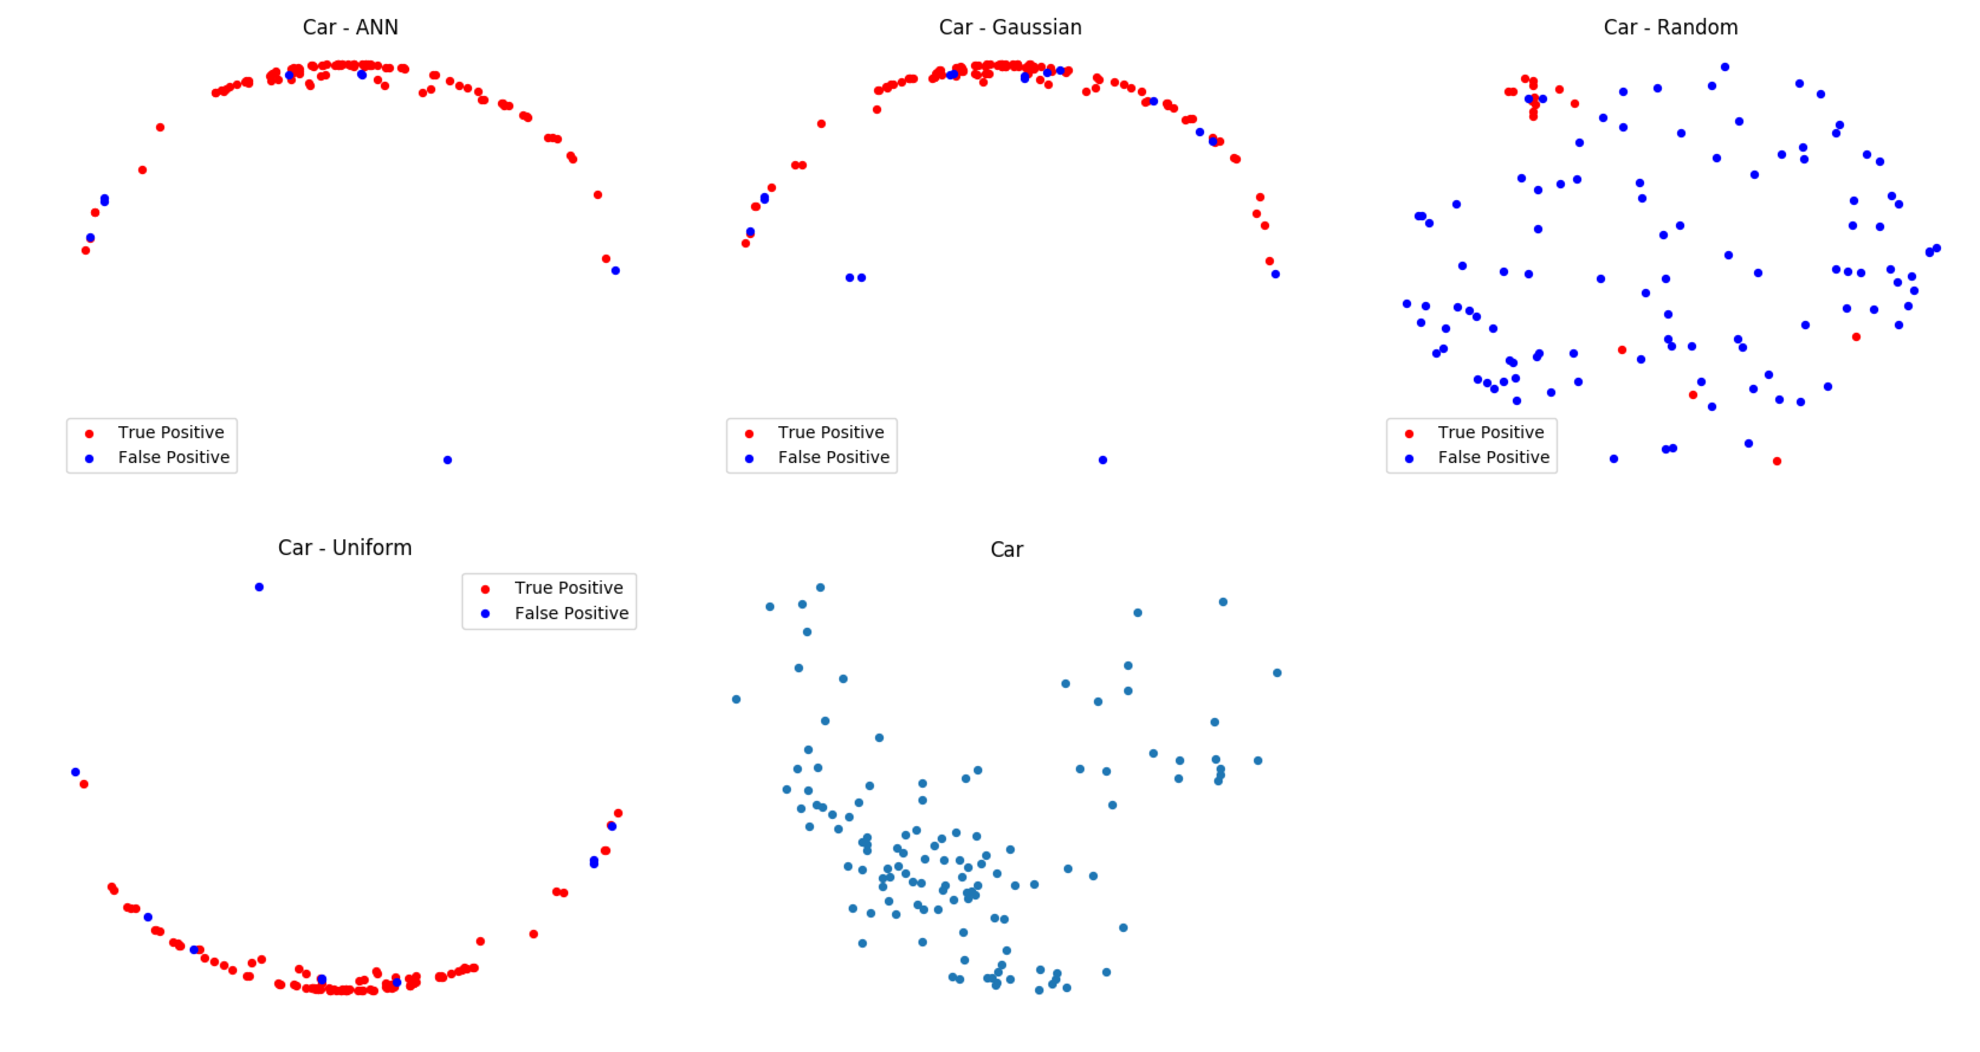 Car - ANN
True Positive
False Positive
Car - Gaussian
True Positive
False Positive
Car - Random
True Positive
False Positive
Car - Uniform
True Positive
False Positive
Car